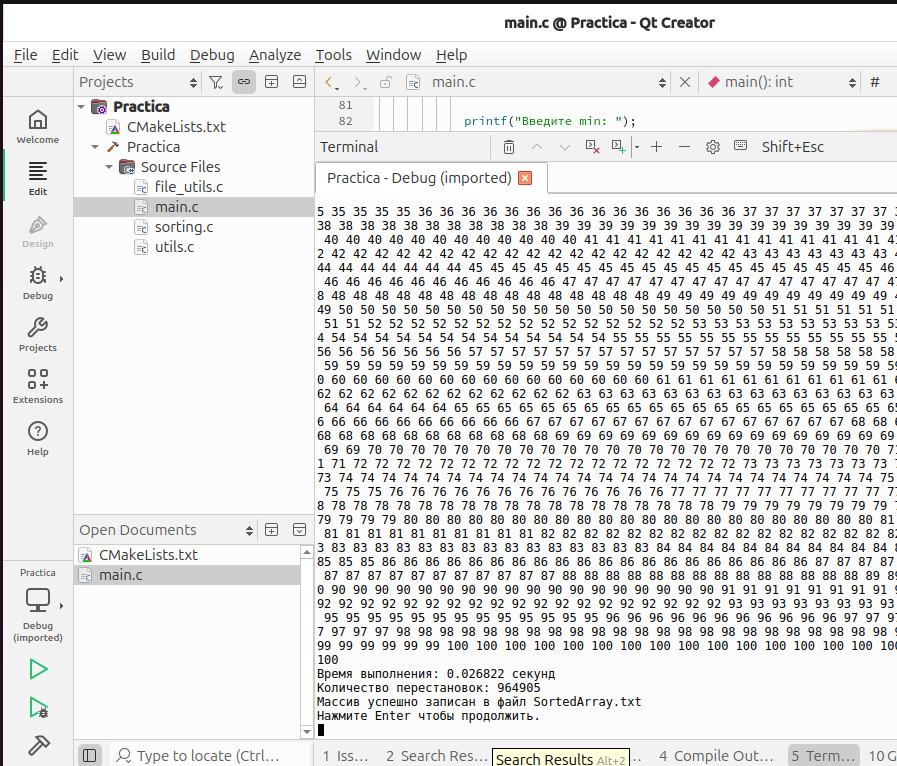 main.c @ Practica - Qt Creator
File Edit View Build Debug Analyze Tools Window Help
Projects
main.c
main(): int
#
Welcome
Edit
Design
Debug
Projects
Extensions
Help
Practica
CMakeLists.txt
Practica
Source Files
file_utils.c
main.c
sorting.c
utils.c
81
82 printf("Введите min: ");
Terminal
Shift+Esc
Practica - Debug (imported)
5 35 35 35 35 36 36 36 36 36 36 36 36 36 36 36 36 36 36 36 37 37 37 37 37 37 37
38 38 38 38 38 38 38 38 38 38 38 39 39 39 39 39 39 39 39 39 39 39 39 39 39 39 39
40 40 40 40 40 40 40 40 40 40 40 40 41 41 41 41 41 41 41 41 41 41 41 41 41 41
2 42 42 42 42 42 42 42 42 42 42 42 42 42 42 42 42 42 42 42 43 43 43 43 43 43 43
44 44 44 44 44 44 44 45 45 45 45 45 45 45 45 45 45 45 45 45 45 45 45 45 45 45 46
46 46 46 46 46 46 46 46 46 46 46 47 47 47 47 47 47 47 47 47 47 47 47 47 47 47
8 48 48 48 48 48 48 48 48 48 48 48 48 48 48 48 49 49 49 49 49 49 49 49 49 49 49
49 50 50 50 50 50 50 50 50 50 50 50 50 50 50 50 50 50 50 50 50 51 51 51 51 51 51
51 51 52 52 52 52 52 52 52 52 52 52 52 52 52 52 52 53 53 53 53 53 53 53 53 53
4 54 54 54 54 54 54 54 54 54 54 54 54 54 55 55 55 55 55 55 55 55 55 55 55 55 55
56 56 56 56 56 56 56 57 57 57 57 57 57 57 57 57 57 57 57 57 57 58 58 58 58 58 58
59 59 59 59 59 59 59 59 59 59 59 59 59 59 59 59 59 59 59 59 59 59 59 59 59 59
0 60 60 60 60 60 60 60 60 60 60 60 60 60 60 60 61 61 61 61 61 61 61 61 61 61 61
62 62 62 62 62 62 62 62 62 62 62 62 63 63 63 63 63 63 63 63 63 63 63 63 63 63 63
64 64 64 64 64 64 65 65 65 65 65 65 65 65 65 65 65 65 65 65 65 65 65 65 65 65
6 66 66 66 66 66 66 66 66 67 67 67 67 67 67 67 67 67 67 67 67 67 67 67 67 68 68
68 68 68 68 68 68 68 68 68 68 68 69 69 69 69 69 69 69 69 69 69 69 69 69 69 69 69
69 69 70 70 70 70 70 70 70 70 70 70 70 70 70 70 70 70 70 70 70 70 70 70 70 70
1 71 72 72 72 72 72 72 72 72 72 72 72 72 72 72 72 72 72 72 73 73 73 73 73 73 73
73 74 74 74 74 74 74 74 74 74 74 74 74 74 74 74 74 74 74 74 74 74 74 74 74 74 75
75 75 75 76 76 76 76 76 76 76 76 76 76 76 76 77 77 77 77 77 77 77 77 77 77 77
8 78 78 78 78 78 78 78 78 78 78 78 78 78 78 78 78 78 78 79 79 79 79 79 79 79 79
79 79 79 79 80 80 80 80 80 80 80 80 80 80 80 80 80 80 80 80 80 80 80 80 80 80 81
81 81 81 81 81 81 81 81 81 81 82 82 82 82 82 82 82 82 82 82 82 82 82 82 82 82
3 83 83 83 83 83 83 83 83 83 83 83 83 83 83 84 84 84 84 84 84 84 84 84 84 84 84
85 85 85 86 86 86 86 86 86 86 86 86 86 86 86 86 86 86 86 86 86 86 86 87 87 87 87
87 87 87 87 87 87 87 87 87 87 87 88 88 88 88 88 88 88 88 88 88 88 88 88 88 89
0 90 90 90 90 90 90 90 90 90 90 90 90 90 90 90 90 90 90 91 91 91 91 91 91 91 91
92 92 92 92 92 92 92 92 92 92 92 92 92 92 92 92 92 92 92 93 93 93 93 93 93 93 93
95 95 95 95 95 95 95 95 95 95 95 95 95 96 96 96 96 96 96 96 96 96 96 97 97 97
7 97 97 97 98 98 98 98 98 98 98 98 98 98 98 98 98 98 98 98 98 98 98 98 98 98 98
99 99 99 99 99 99 100 100 100 100 100 100 100 100 100 100 100 100 100 100 100
100
Время выполнения: 0.026822 секунд
Количество перестановок: 964905
Массив успешно записан в файл SortedArray.txt
Нажмите Enter чтобы продолжить.
Open Documents
CMakeLists.txt
main.c
Practica
Debug
(imported)
Type to locate (Ctrl...
1 Iss...
2 Search Res...
Search Results Alt+2
4 Compile Out...
5 Term...
10 G